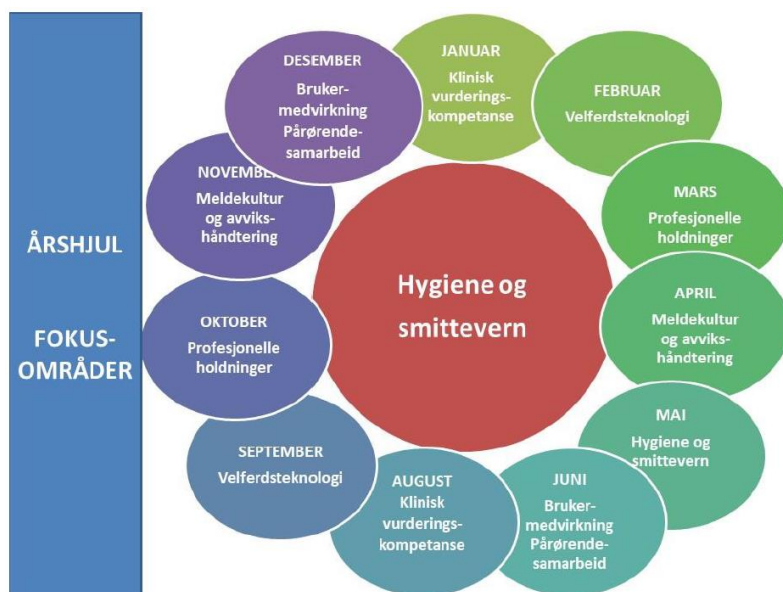 ÅRSHJUL
FOKUS-
OMRÅDER
Hygiene og
smittevern
JANUAR
Klinisk
vurderings-
kompetanse
FEBRUAR
Velferdsteknologi
MARS
Profesjonelle
holdninger
APRIL
Meldekultur
og avviks-
håndtering
MAI
Hygiene og
smittevern
JUNI
Bruker-
medvirkning
Pårørende-
samarbeid
AUGUST
Klinisk
vurderings-
kompetanse
SEPTEMBER
Velferdsteknologi
OKTOBER
Profesjonelle
holdninger
NOVEMBER
Meldekultur
og avviks-
håndtering
DESEMBER
Bruker-
medvirkning
Pårørende-
samarbeid